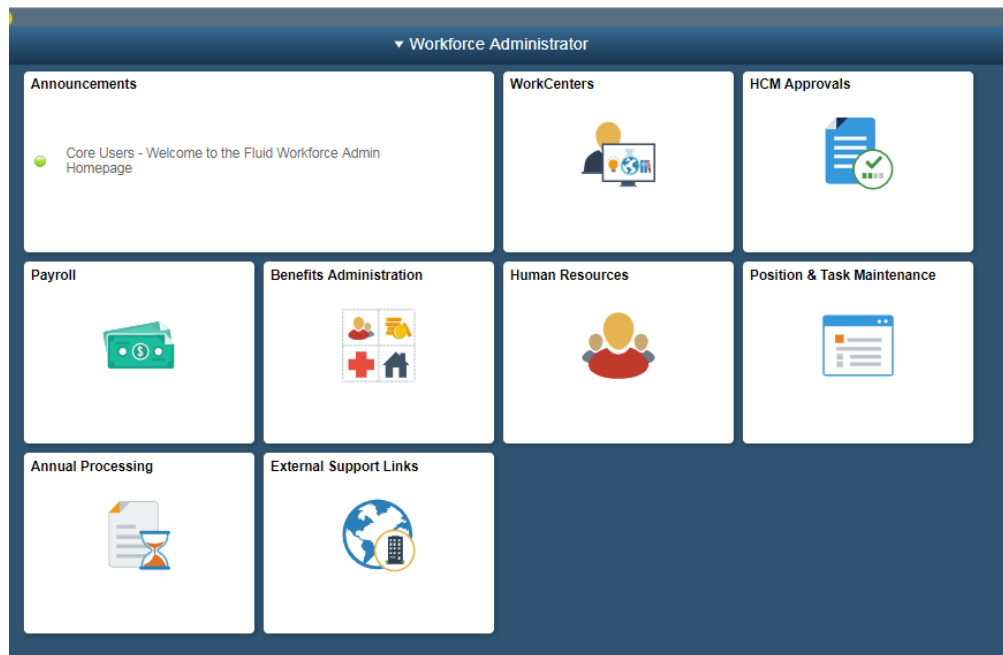 Workforce Administrator
Announcements
Core Users - Welcome to the Fluid Workforce Admin
Homepage
WorkCenters
HCM Approvals
Payroll
$
Benefits Administration
Human Resources
Position & Task Maintenance
Annual Processing
External Support Links